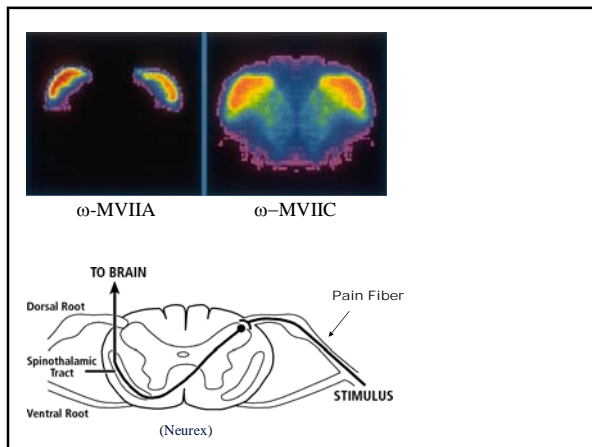 ω-MVIIA
ω–MVIIC
TO BRAIN
Dorsal Root
Pain Fiber
Spinothalamic
Tract
STIMULUS
Ventral Root
(Neurex)